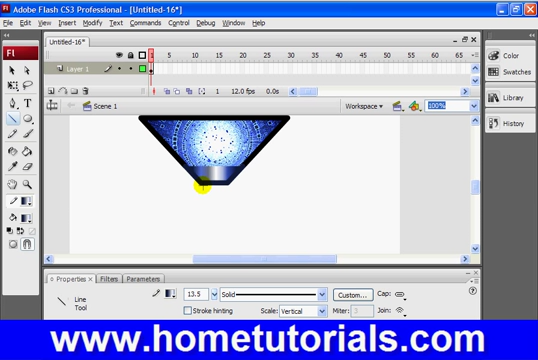 Adobe Flash CS3 Professional - [Untitled-16*]
File Edit View Insert Modify Text Commands Control Debug Window Help
Fl
Untitled-16*
1 5 10 15 20 25 30 35 40 45 50 55 60 65
Layer 1
1 12.0 fps 0.0s
Scene 1 Workspace 100%
Color
Swatches
Library
History
Properties Filters Parameters
Line
Tool
13.5 Solid Custom... Cap:
Stroke hinting Scale: Vertical Miter: 3 Join:
www.hometutorials.com